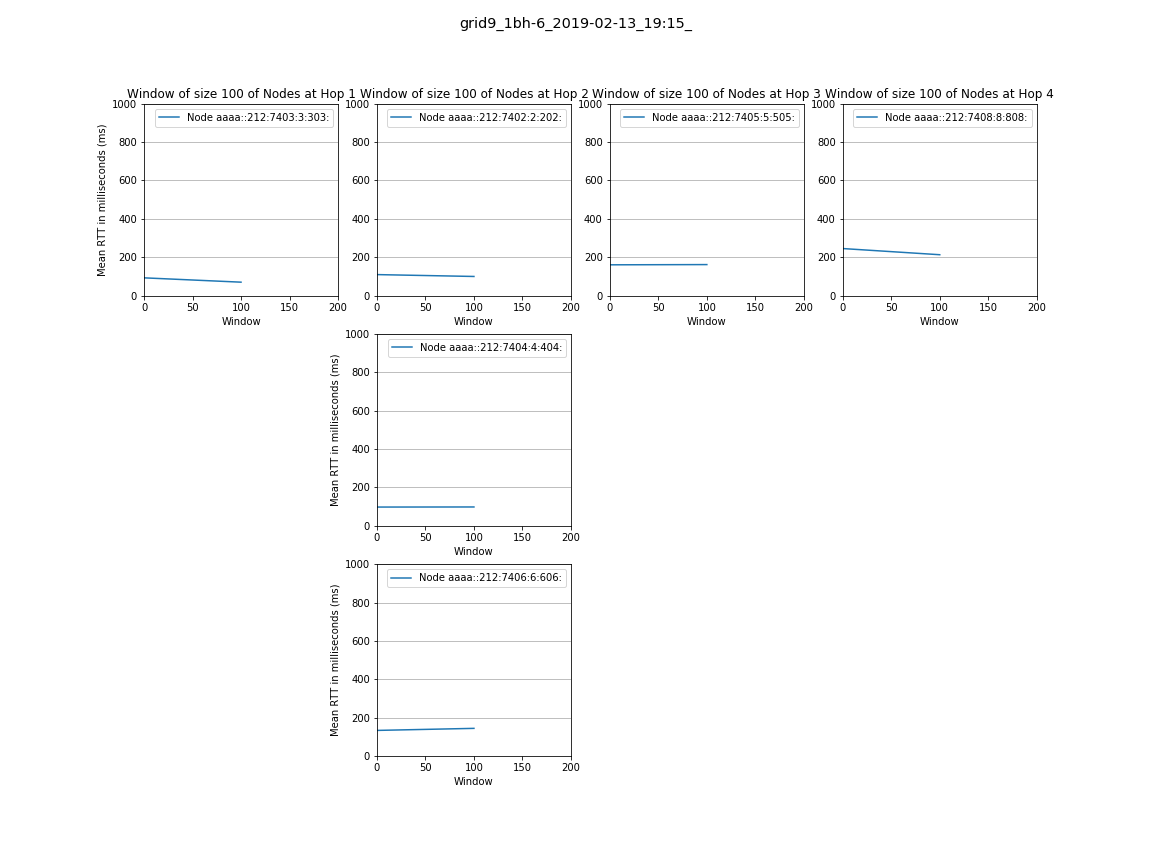 grid9_1bh-6_2019-02-13_19:15_
Window of size 100 of Nodes at Hop 1
1000
800
600
400
200
0
Mean RTT in milliseconds (ms)
Node aaaa::212:7403:3:303:
0 50 100 150 200
Window
Window of size 100 of Nodes at Hop 2
1000
800
600
400
200
0
Node aaaa::212:7402:2:202:
0 50 100 150 200
Window
Window of size 100 of Nodes at Hop 3
1000
800
600
400
200
0
Node aaaa::212:7405:5:505:
0 50 100 150 200
Window
Window of size 100 of Nodes at Hop 4
1000
800
600
400
200
0
Node aaaa::212:7408:8:808:
0 50 100 150 200
Window
1000
800
600
400
200
0
Mean RTT in milliseconds (ms)
Node aaaa::212:7404:4:404:
0 50 100 150 200
Window
1000
800
600
400
200
0
Mean RTT in milliseconds (ms)
Node aaaa::212:7406:6:606:
0 50 100 150 200
Window